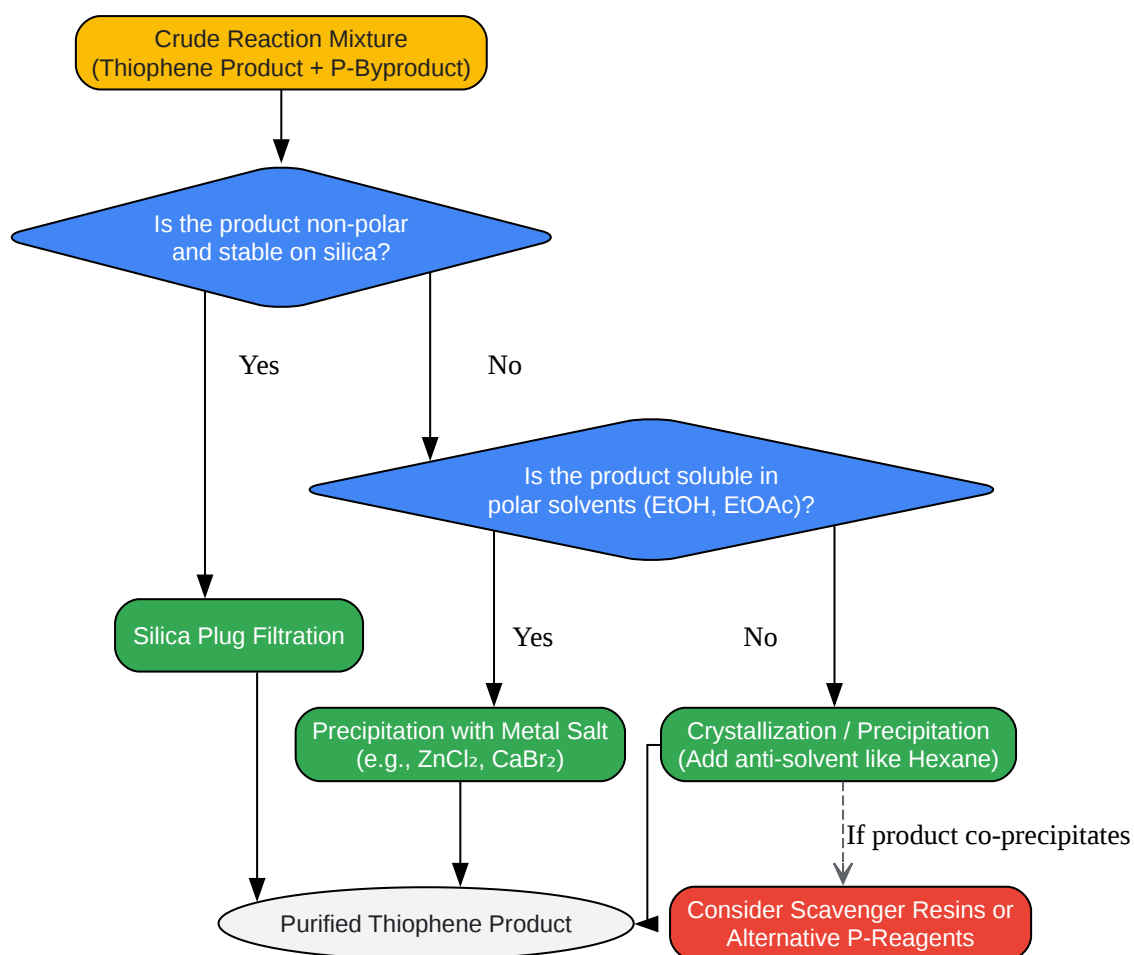 Crude Reaction Mixture
(Thiophene Product + P-Byproduct)
Is the product non-polar
and stable on silica?
Yes
No
Is the product soluble in
polar solvents (EtOH, EtOAc)?
Silica Plug Filtration
Yes
No
Precipitation with Metal Salt
(e.g., ZnCl₂, CaBr₂)
Crystallization / Precipitation
(Add anti-solvent like Hexane)
If product co-precipitates
Purified Thiophene Product
Consider Scavenger Resins or
Alternative P-Reagents